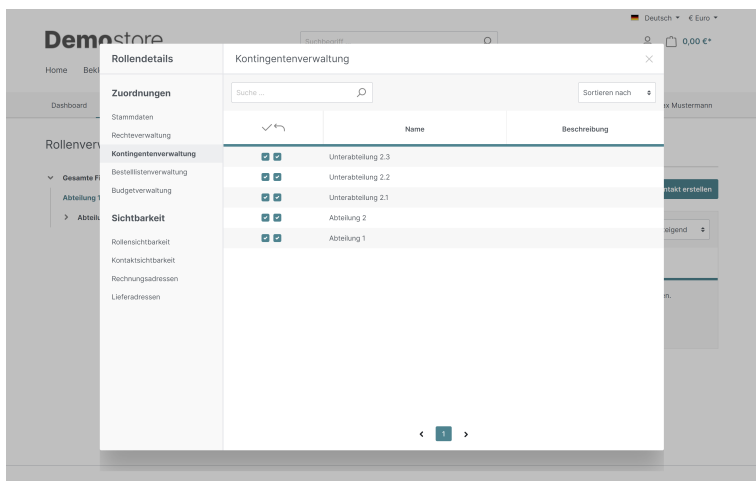 Deutsch € Euro
Demostore
Suchbegriff
0,00 €*
Home Bekl
Dashboard
ax Mustermann
Rollenverw
Gesamte Fi
Abteilung 1
Abteilu
ntakt erstellen
eigend
en.
Rollendetails
Zuordnungen
Stammdaten
Rechteverwaltung
Kontingentenverwaltung
Bestelllistenverwaltung
Budgetverwaltung
Sichtbarkeit
Rollensichtbarkeit
Kontaktsichtbarkeit
Rechnungsadressen
Lieferadressen
Kontingentenverwaltung
Suche ...
Sortieren nach
Name Beschreibung
Unterabteilung 2.3
Unterabteilung 2.2
Unterabteilung 2.1
Abteilung 2
Abteilung 1
1